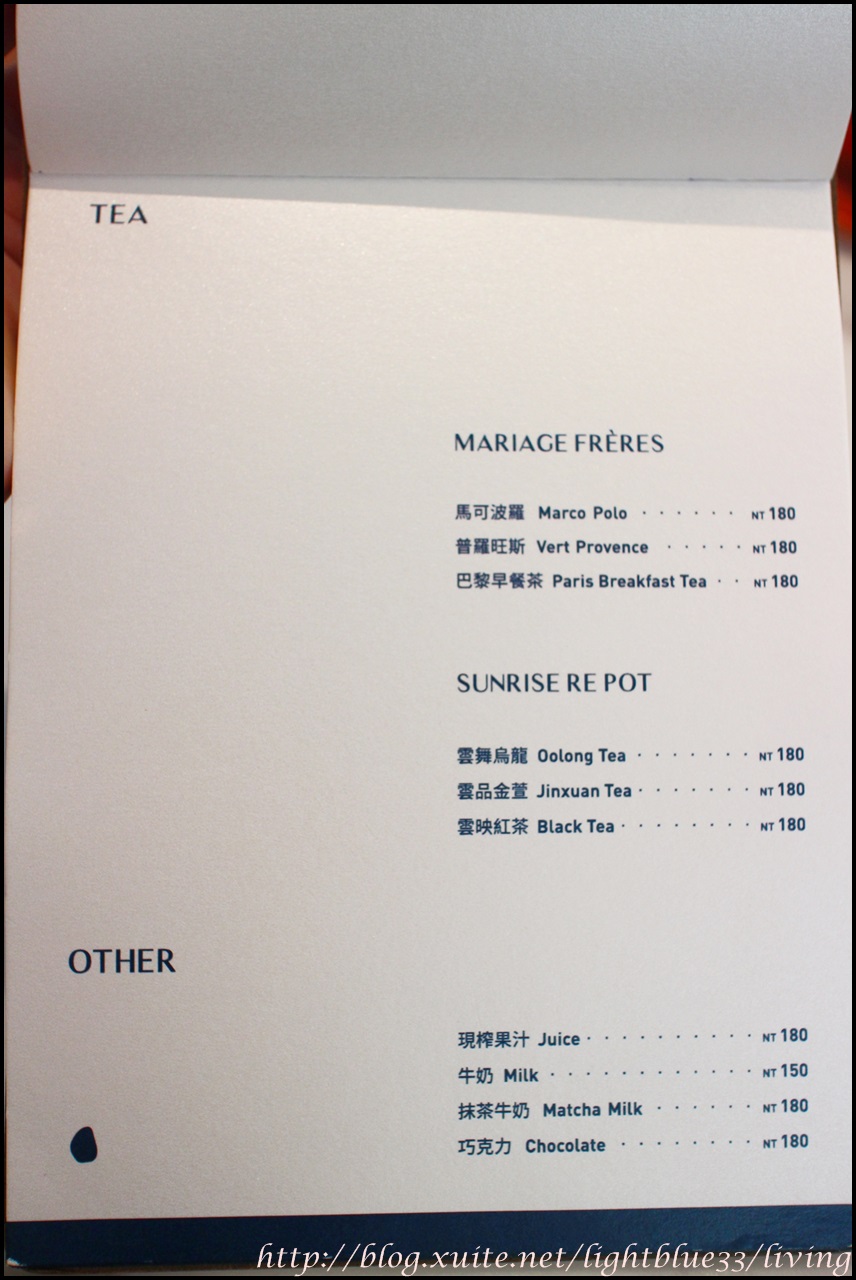 TEA
MARIAGE FRÈRES
馬可波羅 Marco Polo · · · · · · NT 180
普羅旺斯 Vert Provence · · · · · NT 180
巴黎早餐茶 Paris Breakfast Tea · · NT 180
SUNRISE RE POT
雲舞烏龍 Oolong Tea · · · · · · · NT 180
雲品金萱 Jinxuan Tea · · · · · · · NT 180
雲映紅茶 Black Tea · · · · · · · · NT 180
OTHER
現榨果汁 Juice · · · · · · · · · · NT 180
牛奶 Milk · · · · · · · · · · · · NT 150
抹茶牛奶 Matcha Milk · · · · · · NT 180
巧克力 Chocolate · · · · · · · · NT 180
http://blog.xuite.net/lightblue33/living